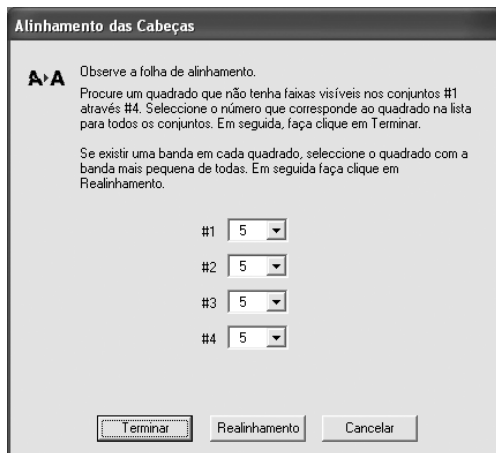 Alinhamento das Cabeças
A▸A
Observe a folha de alinhamento.
Procure um quadrado que não tenha faixas visíveis nos conjuntos #1
através #4. Seleccione o número que corresponde ao quadrado na lista
para todos os conjuntos. Em seguida, faça clique em Terminar.
Se existir uma banda em cada quadrado, seleccione o quadrado com a
banda mais pequena de todas. Em seguida faça clique em
Realinhamento.
#1 5
#2 5
#3 5
#4 5
Terminar Realinhamento Cancelar